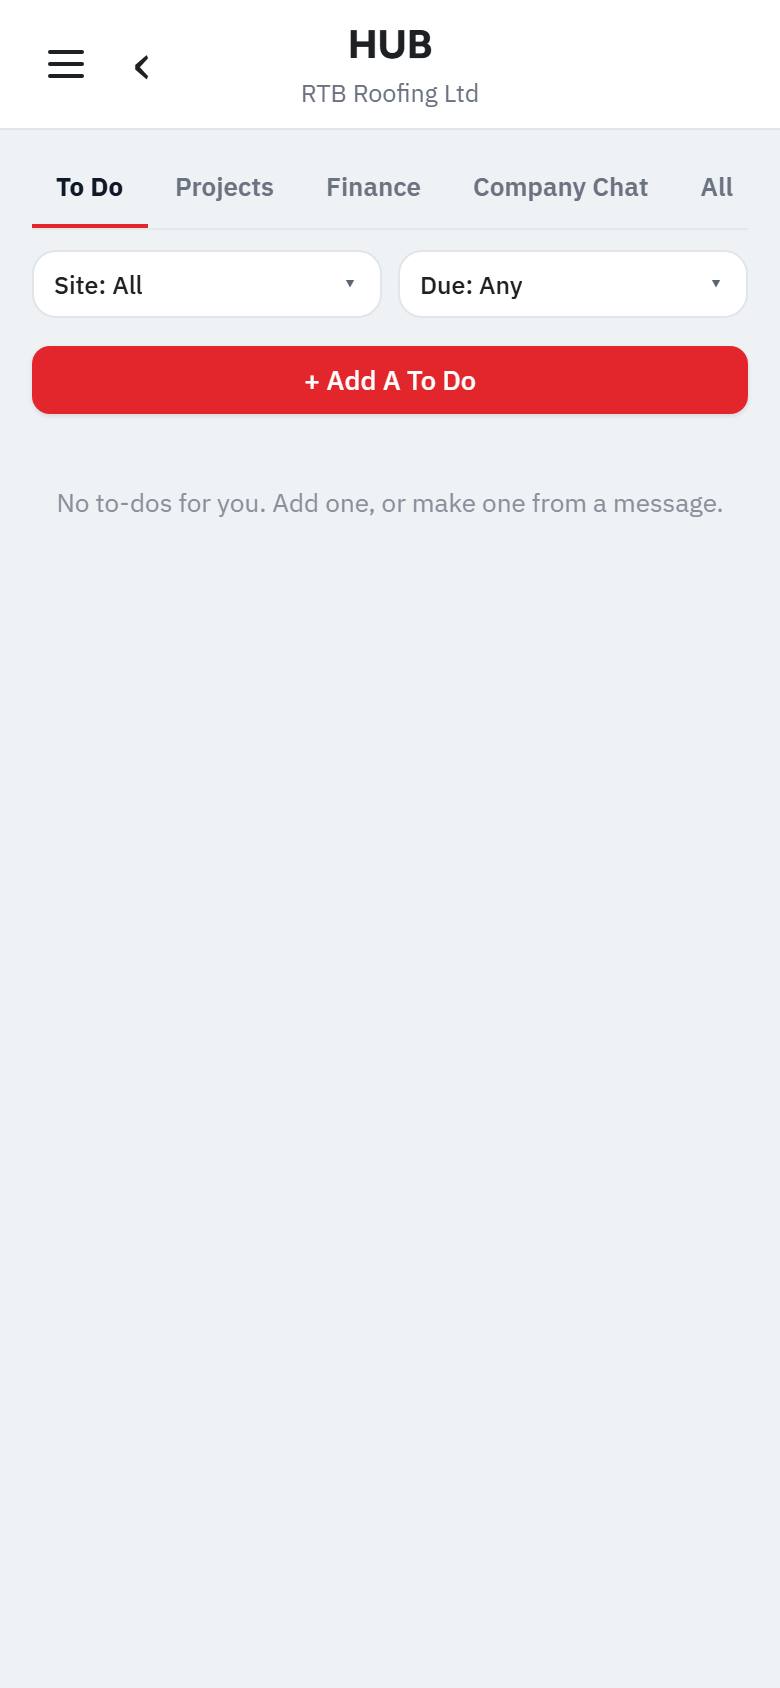 HUB
RTB Roofing Ltd
To Do Projects Finance Company Chat All
Site: All ▼ Due: Any ▼
+ Add A To Do
No to-dos for you. Add one, or make one from a message.